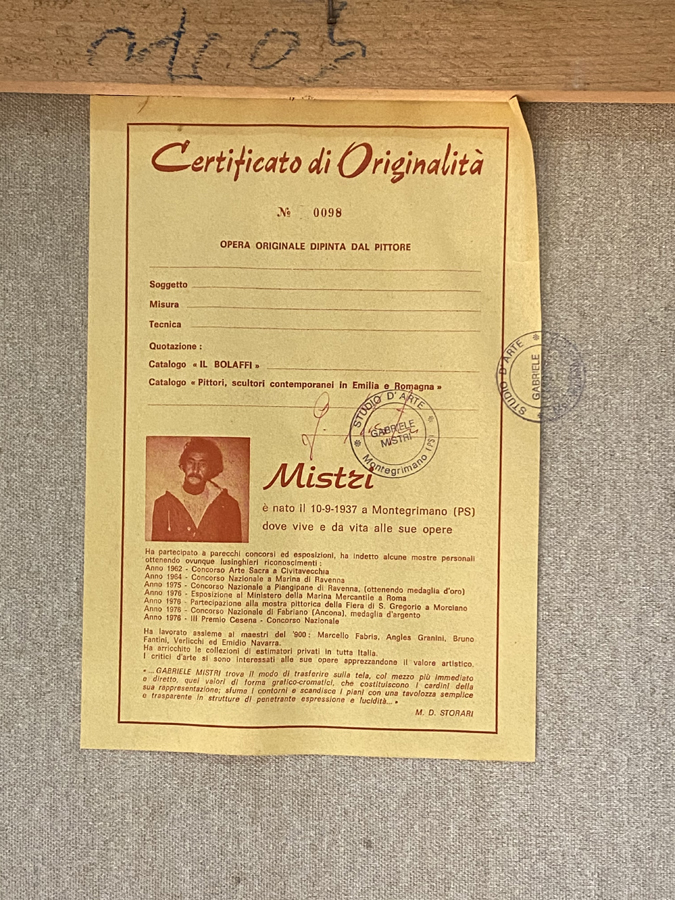 Certificato di Originalità
№ 0098
OPERA ORIGINALE DIPINTA DAL PITTORE
Soggetto
Misura
Tecnica
Quotazione :
Catalogo « IL BOLAFFI »
Catalogo « Pittori, scultori contemporanei in Emilia e Romagna »
STUDIO D'ARTE
GABRIELE
MISTRI
Montegrimano (PS)
STUDIO D'ARTE
GABRIELE
Mistri
è nato il 10-9-1937 a Montegrimano (PS)
dove vive e da vita alle sue opere
Ha partecipato a parecchi concorsi ed esposizioni, ha indetto alcune mostre personali
ottenendo ovunque lusinghieri riconoscimenti :
Anno 1962 - Concorso Arte Sacra a Civitavecchia
Anno 1964 - Concorso Nazionale a Marina di Ravenna
Anno 1975 - Concorso Nazionale a Piangipane di Ravenna, (ottenendo medaglia d'oro)
Anno 1976 - Esposizione al Ministero della Marina Mercantile a Roma
Anno 1976 - Partecipazione alla mostra pittorica della Fiera di S. Gregorio a Morciano
Anno 1976 - Concorso Nazionale di Fabriano (Ancona), medaglia d'argento
Anno 1976 - III Premio Cesena - Concorso Nazionale
Ha lavorato assieme ai maestri del '900 : Marcello Fabris, Anglea Granini, Bruno
Fantini, Verlicchi ed Emidio Navarra.
Ha arricchito le collezioni di estimatori privati in tutta Italia.
I critici d'arte si sono interessati alle sue opere apprezzandone il valore artistico.
« ... GABRIELE MISTRI trova il modo di trasferire sulla tela, col mezzo più immediato
e diretto, quei valori di forma grafico-cromatici, che costituiscono i cardini della
sua rappresentazione; sfuma i contorni e scandisce i piani con una tavolozza semplice
e trasparente in strutture di penetrante espressione e lucidità... »
M. D. STORARI